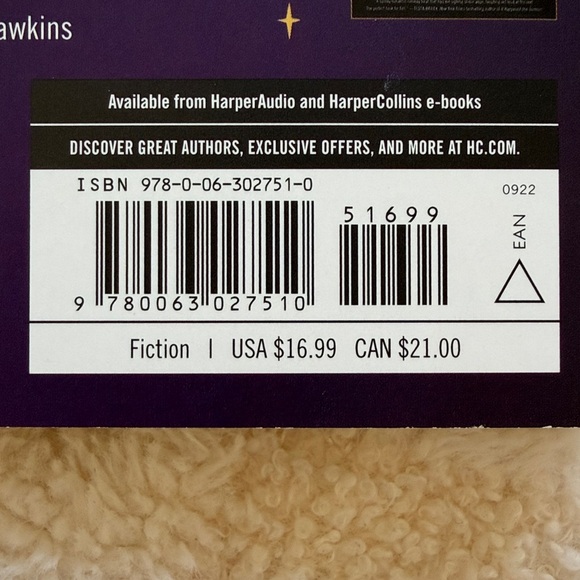 awkins
Available from HarperAudio and HarperCollins e-books
DISCOVER GREAT AUTHORS, EXCLUSIVE OFFERS, AND MORE AT HC.COM.
ISBN 978-0-06-302751-0
0922
51699
EAN
9 780063 027510
Fiction | USA $16.99 CAN $21.00